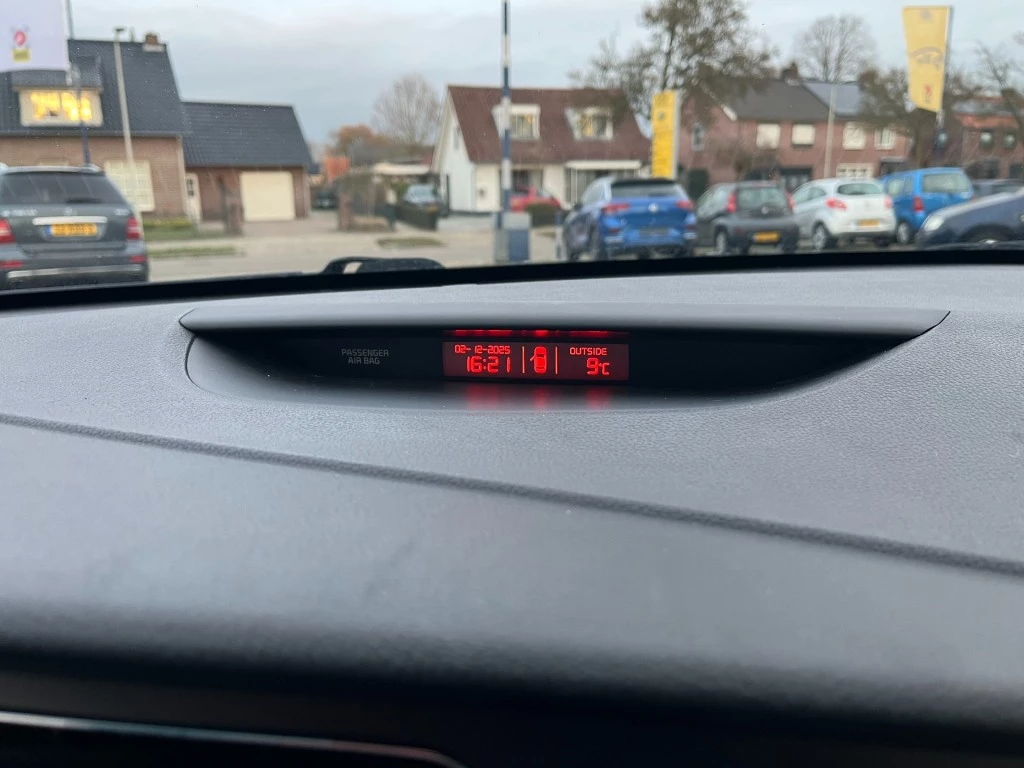 PASSENGER
AIR BAG
02-12-2025
16:21
OUTSIDE
9°C